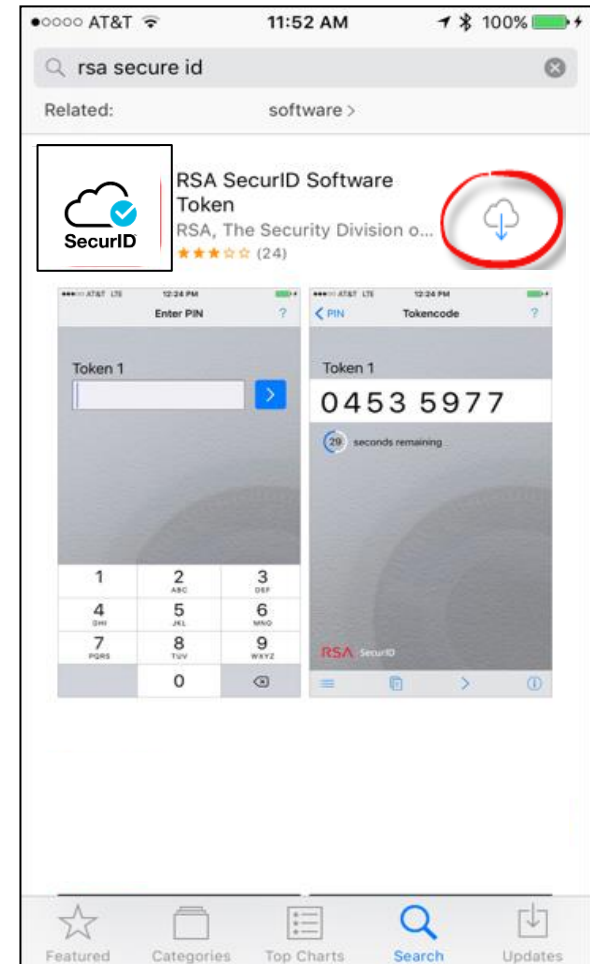 AT&T 11:52 AM 100%
rsa secure id
Related: software >
SecurID
RSA SecurID Software
Token
RSA, The Security Division o...
(24)
AT&T LTE 12:24 PM
Enter PIN ?
Token 1
1 2 ABC 3 DEF
4 GHI 5 JKL 6 MNO
7 PQRS 8 TUV 9 WXYZ
0
AT&T LTE 12:24 PM
PIN Tokencode ?
Token 1
0453 5977
29 seconds remaining
RSA SecurID
Featured Categories Top Charts Search Updates